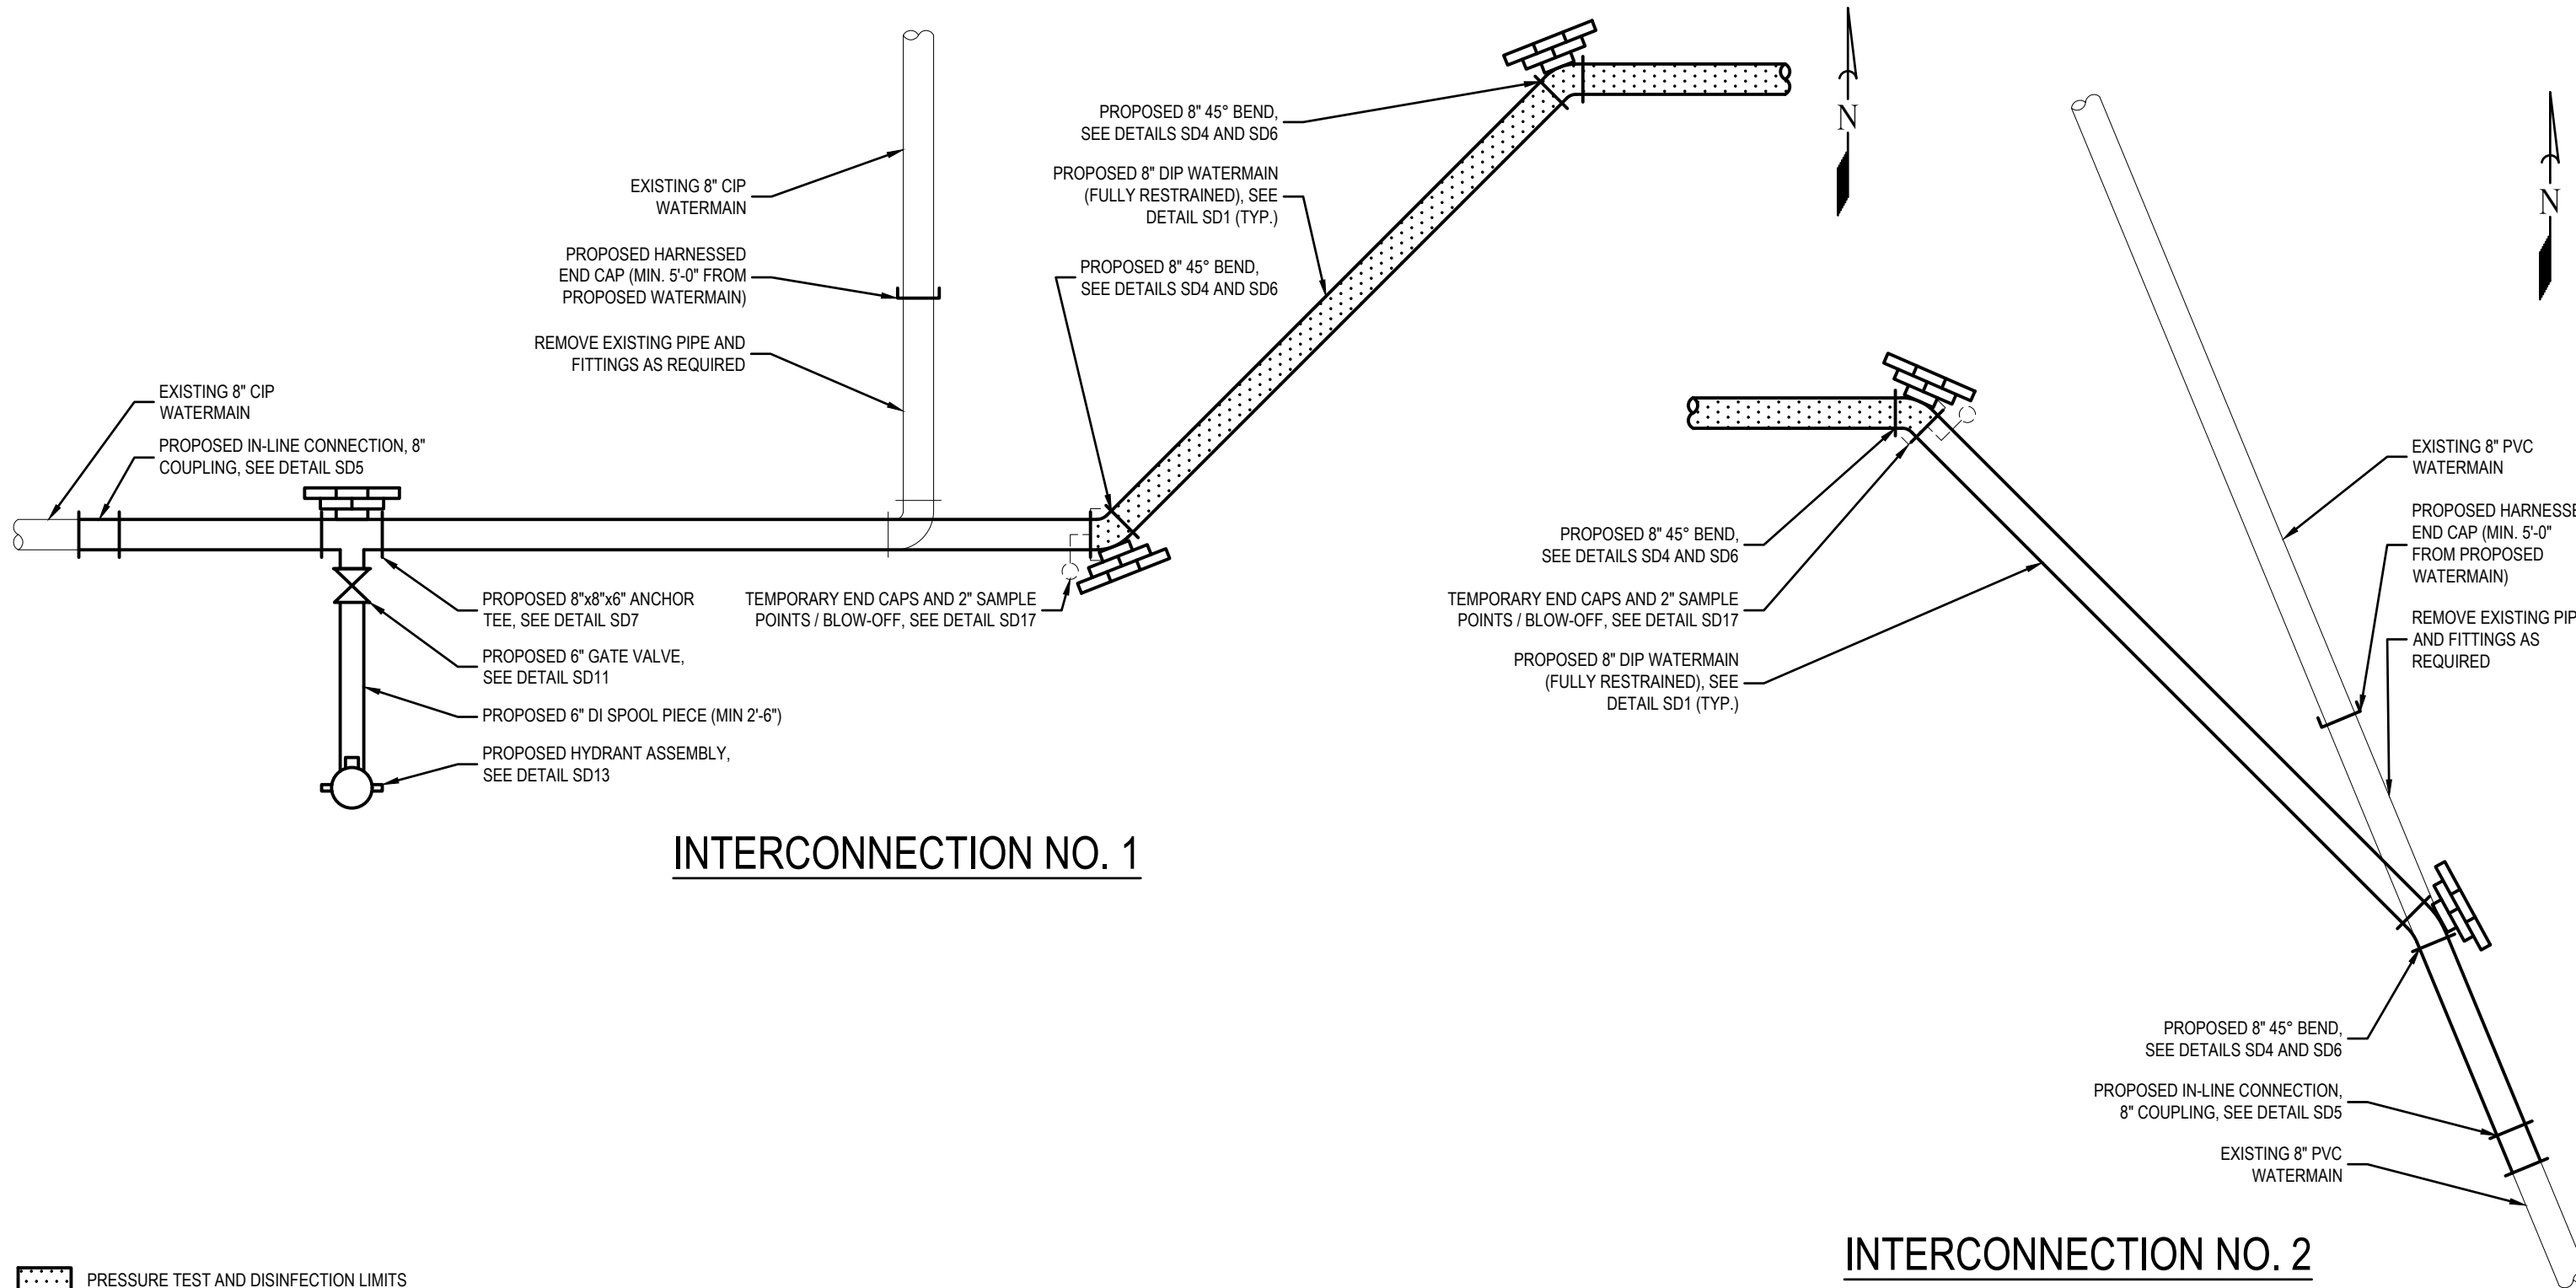 EXISTING 8" CIP
WATERMAIN
PROPOSED HARNESSED
END CAP (MIN. 5'-0" FROM
PROPOSED WATERMAIN)
REMOVE EXISTING PIPE AND
FITTINGS AS REQUIRED
EXISTING 8" CIP
WATERMAIN
PROPOSED IN-LINE CONNECTION, 8"
COUPLING, SEE DETAIL SD5
PROPOSED 8" 45° BEND,
SEE DETAILS SD4 AND SD6
PROPOSED 8" DIP WATERMAIN
(FULLY RESTRAINED), SEE
DETAIL SD1 (TYP.)
PROPOSED 8" 45° BEND,
SEE DETAILS SD4 AND SD6
PROPOSED 8"x8"x6" ANCHOR
TEE, SEE DETAIL SD7
TEMPORARY END CAPS AND 2" SAMPLE
POINTS / BLOW-OFF, SEE DETAIL SD17
PROPOSED 6" GATE VALVE,
SEE DETAIL SD11
PROPOSED 6" DI SPOOL PIECE (MIN 2'-6")
PROPOSED HYDRANT ASSEMBLY,
SEE DETAIL SD13
INTERCONNECTION NO. 1
N
N
EXISTING 8" PVC
WATERMAIN
PROPOSED HARNESSE
END CAP (MIN. 5'-0"
FROM PROPOSED
WATERMAIN)
REMOVE EXISTING PIP
AND FITTINGS AS
REQUIRED
PROPOSED 8" 45° BEND,
SEE DETAILS SD4 AND SD6
TEMPORARY END CAPS AND 2" SAMPLE
POINTS / BLOW-OFF, SEE DETAIL SD17
PROPOSED 8" DIP WATERMAIN
(FULLY RESTRAINED), SEE
DETAIL SD1 (TYP.)
PROPOSED 8" 45° BEND,
SEE DETAILS SD4 AND SD6
PROPOSED IN-LINE CONNECTION,
8" COUPLING, SEE DETAIL SD5
EXISTING 8" PVC
WATERMAIN
INTERCONNECTION NO. 2
PRESSURE TEST AND DISINFECTION LIMITS